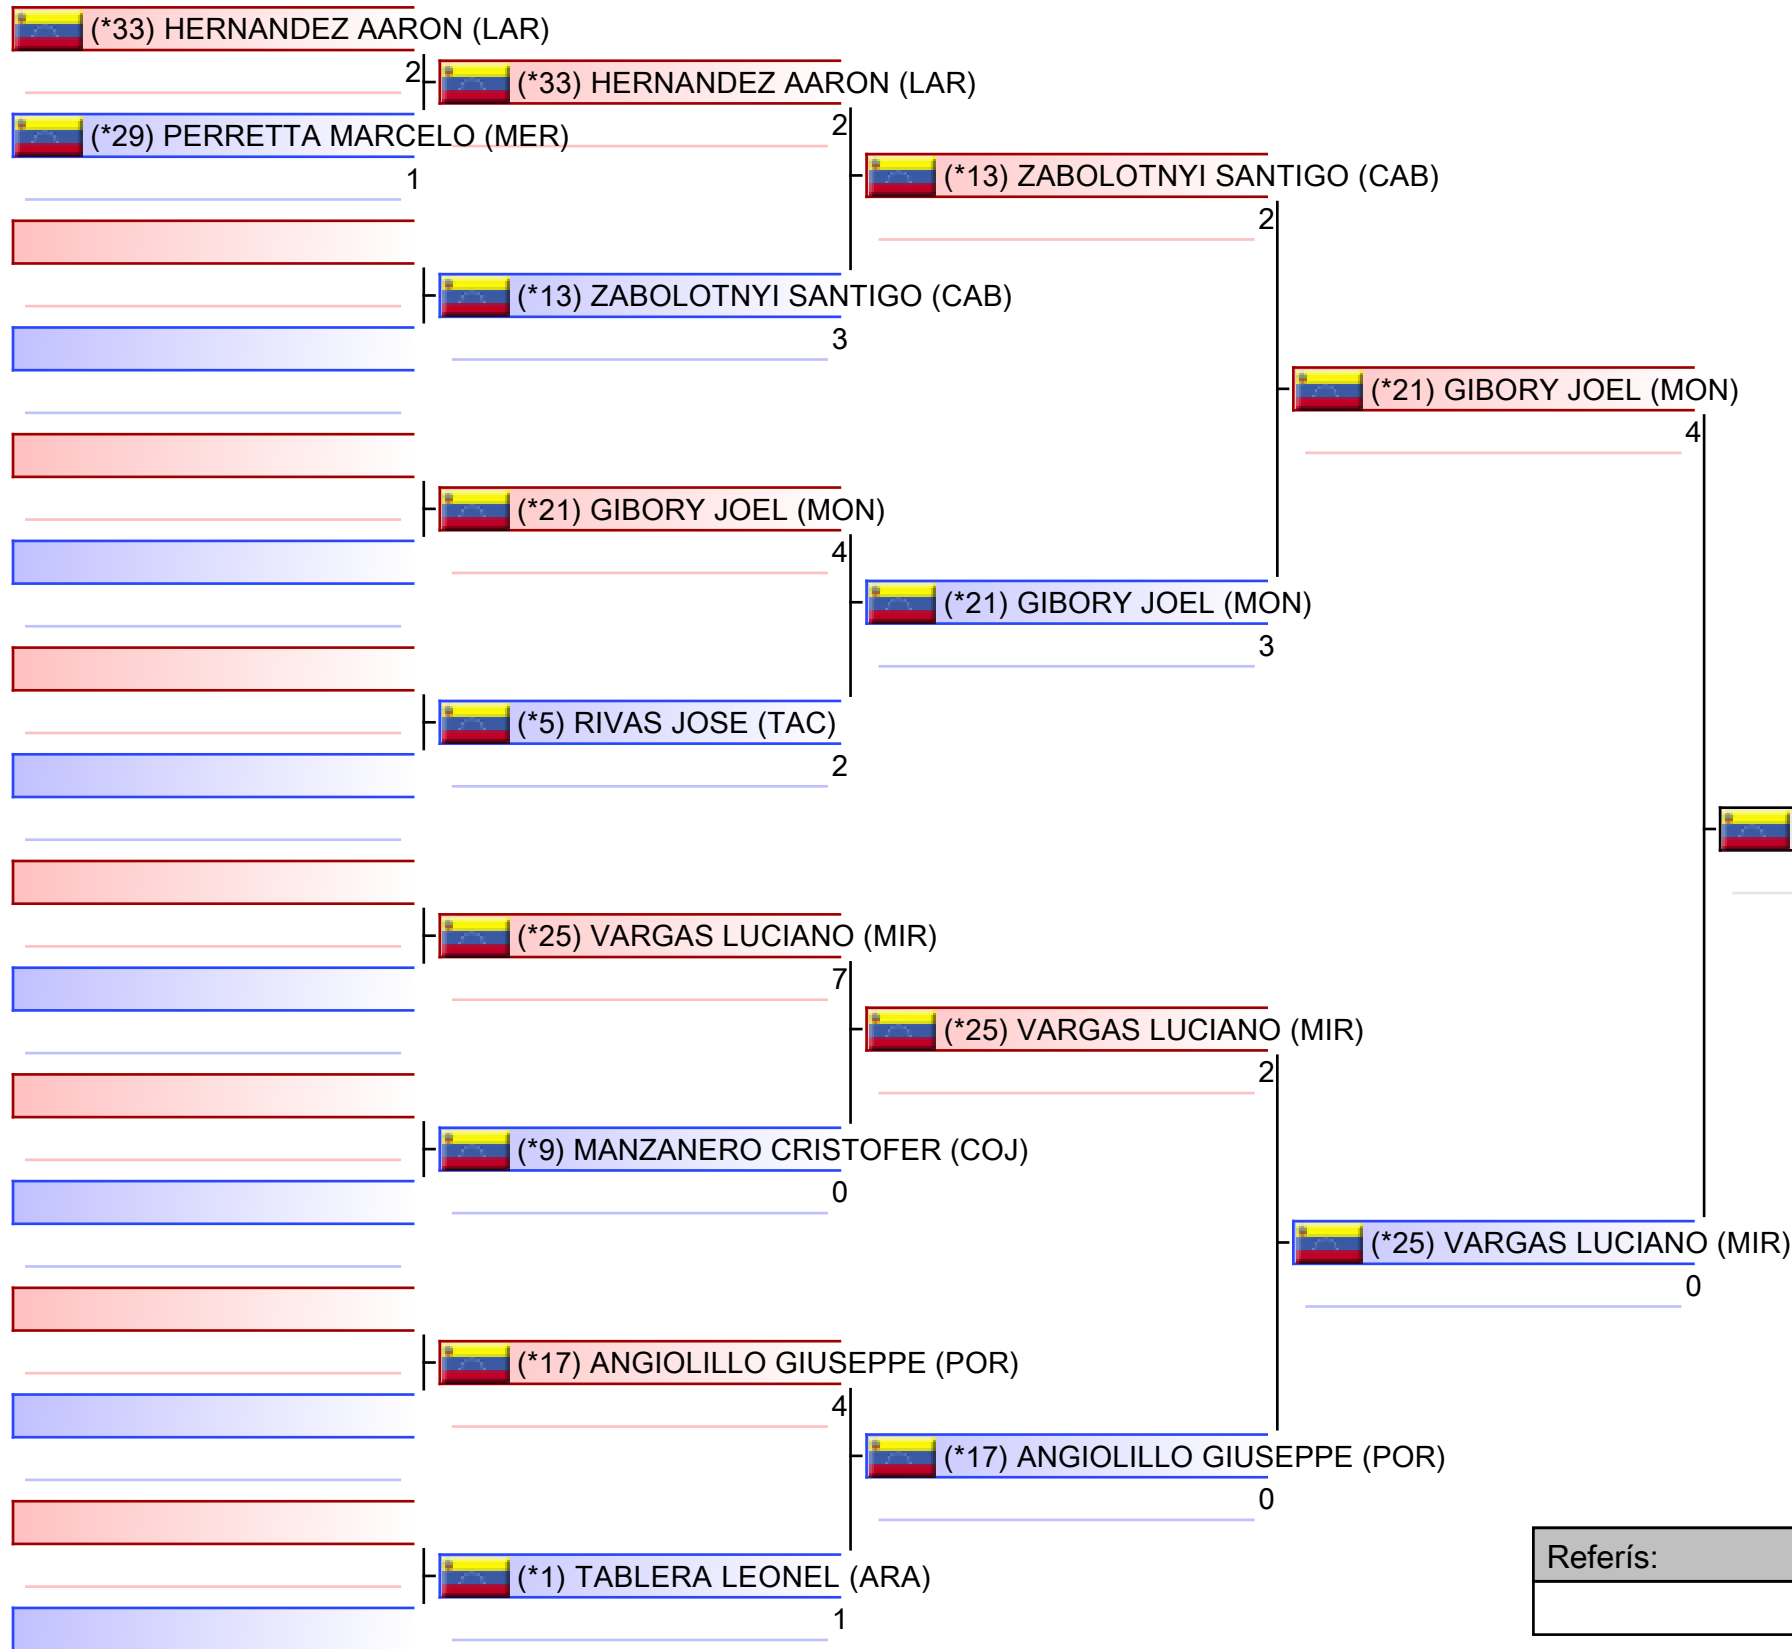 (*33) HERNANDEZ AARON (LAR)
2
(*33) HERNANDEZ AARON (LAR)
2
(*29) PERRETTA MARCELO (MER)
1
(*13) ZABOLOTNYI SANTIGO (CAB)
2
(*13) ZABOLOTNYI SANTIGO (CAB)
3
(*21) GIBORY JOEL (MON)
4
(*21) GIBORY JOEL (MON)
4
(*21) GIBORY JOEL (MON)
3
(*5) RIVAS JOSE (TAC)
2
(*25) VARGAS LUCIANO (MIR)
7
(*25) VARGAS LUCIANO (MIR)
2
(*9) MANZANERO CRISTOFER (COJ)
0
(*25) VARGAS LUCIANO (MIR)
0
(*17) ANGIOLILLO GIUSEPPE (POR)
4
(*17) ANGIOLILLO GIUSEPPE (POR)
0
(*1) TABLERA LEONEL (ARA)
1
Referís: